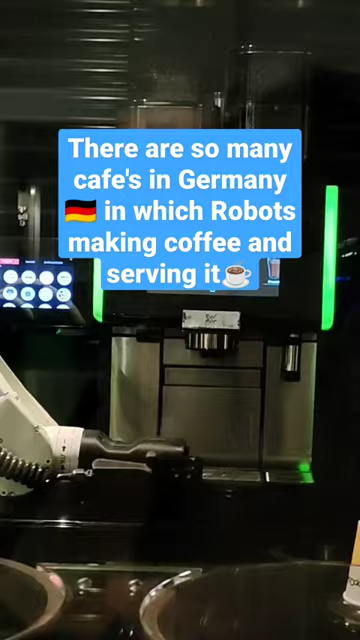 There are so many
cafe's in Germany
🇩🇪 in which Robots
making coffee and
serving it☕